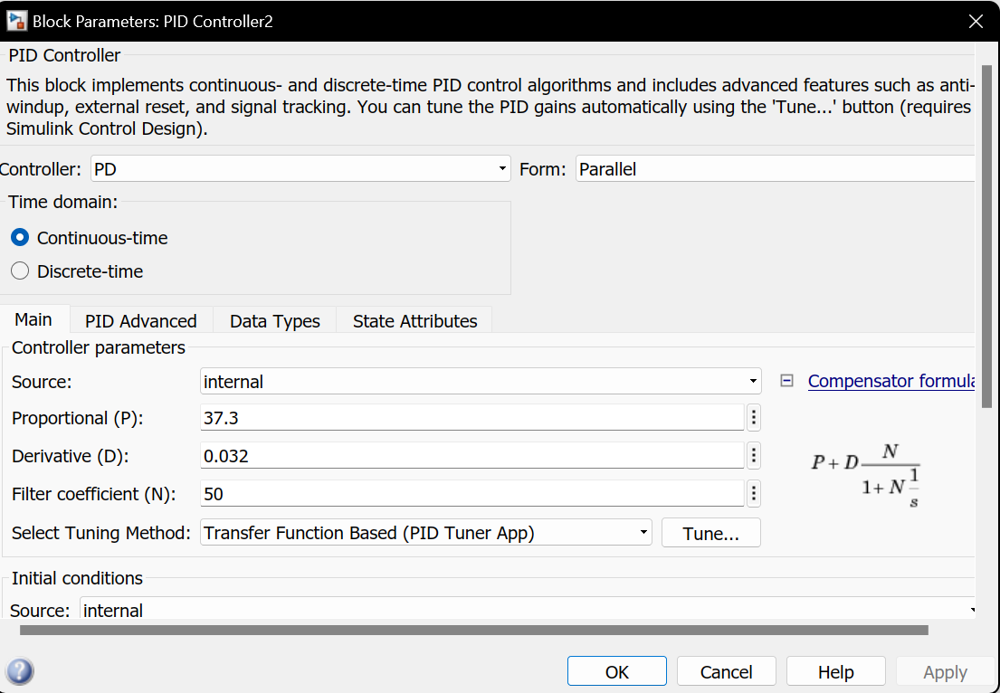 Block Parameters: PID Controller2
PID Controller
This block implements continuous- and discrete-time PID control algorithms and includes advanced features such as anti-
windup, external reset, and signal tracking. You can tune the PID gains automatically using the 'Tune...' button (requires
Simulink Control Design).
Controller: PD Form: Parallel
Time domain:
Continuous-time
Discrete-time
Main PID Advanced Data Types State Attributes
Controller parameters
Source: internal Compensator formula
Proportional (P): 37.3
Derivative (D): 0.032
P + D N / (1 + N 1/s)
Filter coefficient (N): 50
Select Tuning Method: Transfer Function Based (PID Tuner App) Tune...
Initial conditions
Source: internal
? OK Cancel Help Apply